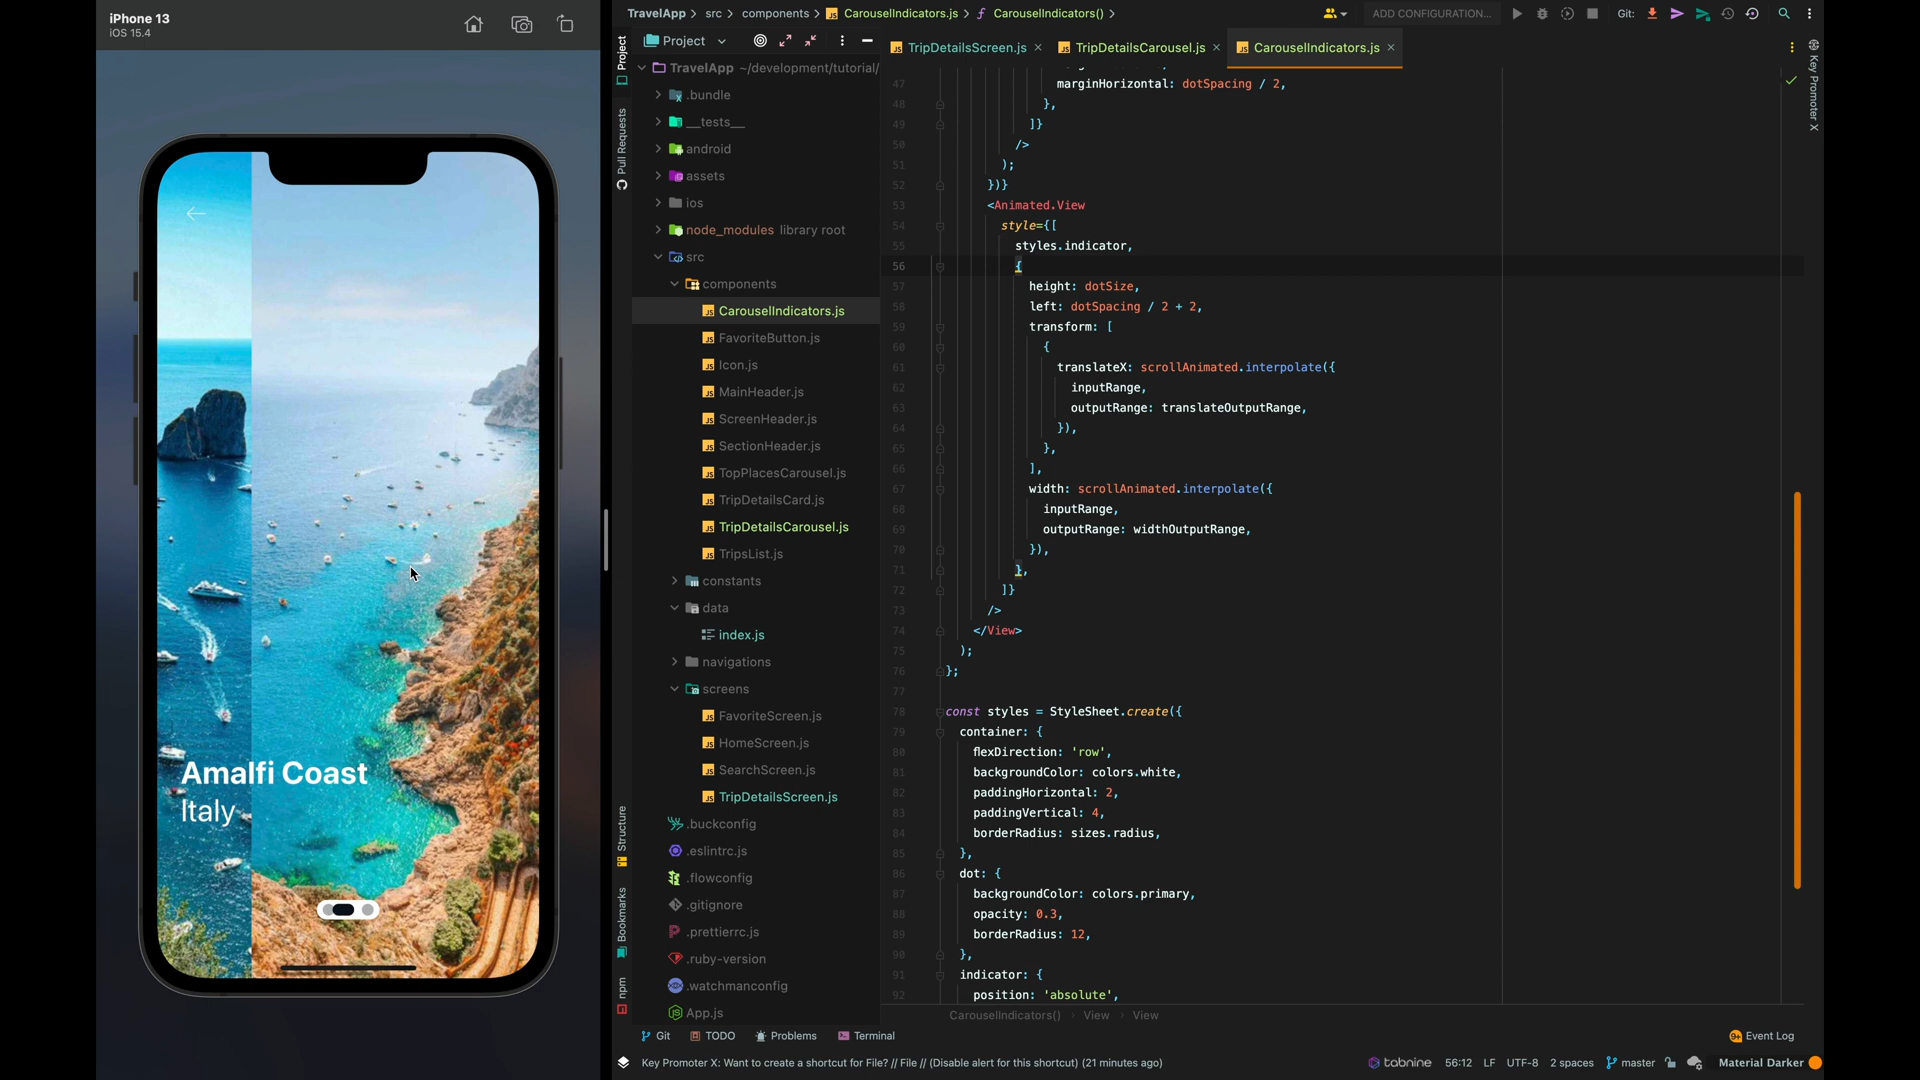 iPhone 13
iOS 15.4
Amalfi Coast
Italy
TravelApp > src > components > CarouselIndicators.js > CarouselIndicators() >
ADD CONFIGURATION...
Git:
Project
TripDetailsScreen.js
TripDetailsCarousel.js
CarouselIndicators.js
Project
Pull Requests
Structure
Bookmarks
npm
TravelApp ~/development/tutorial/
.bundle
__tests__
android
assets
ios
node_modules library root
src
components
CarouselIndicators.js
FavoriteButton.js
Icon.js
MainHeader.js
ScreenHeader.js
SectionHeader.js
TopPlacesCarousel.js
TripDetailsCard.js
TripDetailsCarousel.js
TripsList.js
constants
data
index.js
navigations
screens
FavoriteScreen.js
HomeScreen.js
SearchScreen.js
TripDetailsScreen.js
.buckconfig
.eslintrc.js
.flowconfig
.gitignore
.prettierrc.js
.ruby-version
.watchmanconfig
App.js
47 marginHorizontal: dotSpacing / 2,
48 },
49 ]}
50 />
51 );
52 })}
53 <Animated.View
54 style={[
55 styles.indicator,
56 {
57 height: dotSize,
58 left: dotSpacing / 2 + 2,
59 transform: [
60 {
61 translateX: scrollAnimated.interpolate({
62 inputRange,
63 outputRange: translateOutputRange,
64 }),
65 },
66 ],
67 width: scrollAnimated.interpolate({
68 inputRange,
69 outputRange: widthOutputRange,
70 }),
71 },
72 ]}
73 />
74 </View>
75 );
76 };
77
78 const styles = StyleSheet.create({
79 container: {
80 flexDirection: 'row',
81 backgroundColor: colors.white,
82 paddingHorizontal: 2,
83 paddingVertical: 4,
84 borderRadius: sizes.radius,
85 },
86 dot: {
87 backgroundColor: colors.primary,
88 opacity: 0.3,
89 borderRadius: 12,
90 },
91 indicator: {
92 position: 'absolute',
Key Promoter X
CarouselIndicators() > View > View
Git
TODO
Problems
Terminal
9+ Event Log
Key Promoter X: Want to create a shortcut for File? // File // (Disable alert for this shortcut) (21 minutes ago)
tabnine
56:12
LF
UTF-8
2 spaces
master
Material Darker